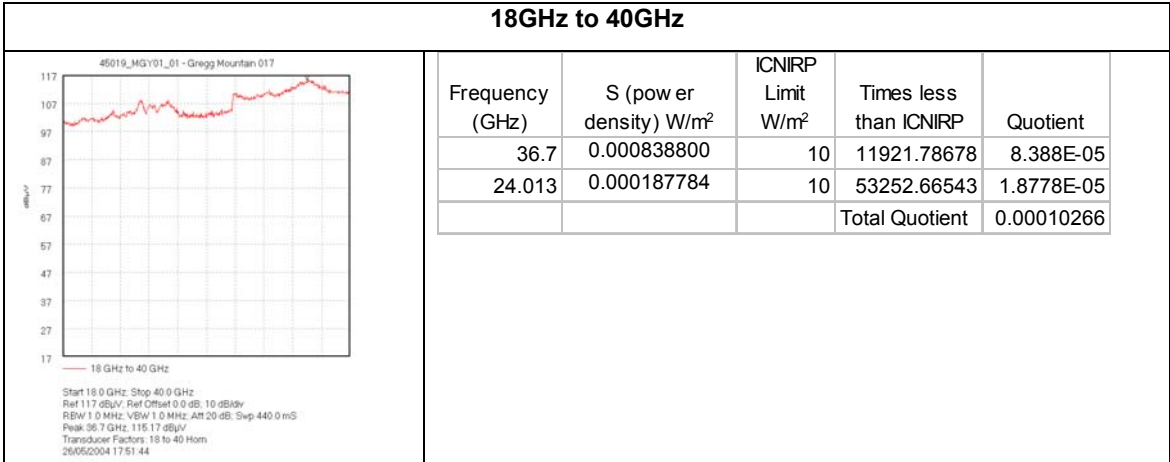 18GHz to 40GHz
45019_MGY01_01 - Gregg Mountain 017
117
107
97
87
77
67
57
47
37
27
17
dBµV
18 GHz to 40 GHz
Start 18.0 GHz; Stop 40.0 GHz
Ref 117 dBµV; Ref Offset 0.0 dB; 10 dB/div
RBW 1.0 MHz; VBW 1.0 MHz; Att 20 dB; Swp 440.0 mS
Peak 36.7 GHz, 115.17 dBµV
Transducer Factors: 18 to 40 Horn
26/05/2004 17:51:44
Frequency (GHz) S (power density) W/m² ICNIRP Limit W/m² Times less than ICNIRP Quotient
36.7 0.000838800 10 11921.78678 8.388E-05
24.013 0.000187784 10 53252.66543 1.8778E-05
Total Quotient 0.00010266